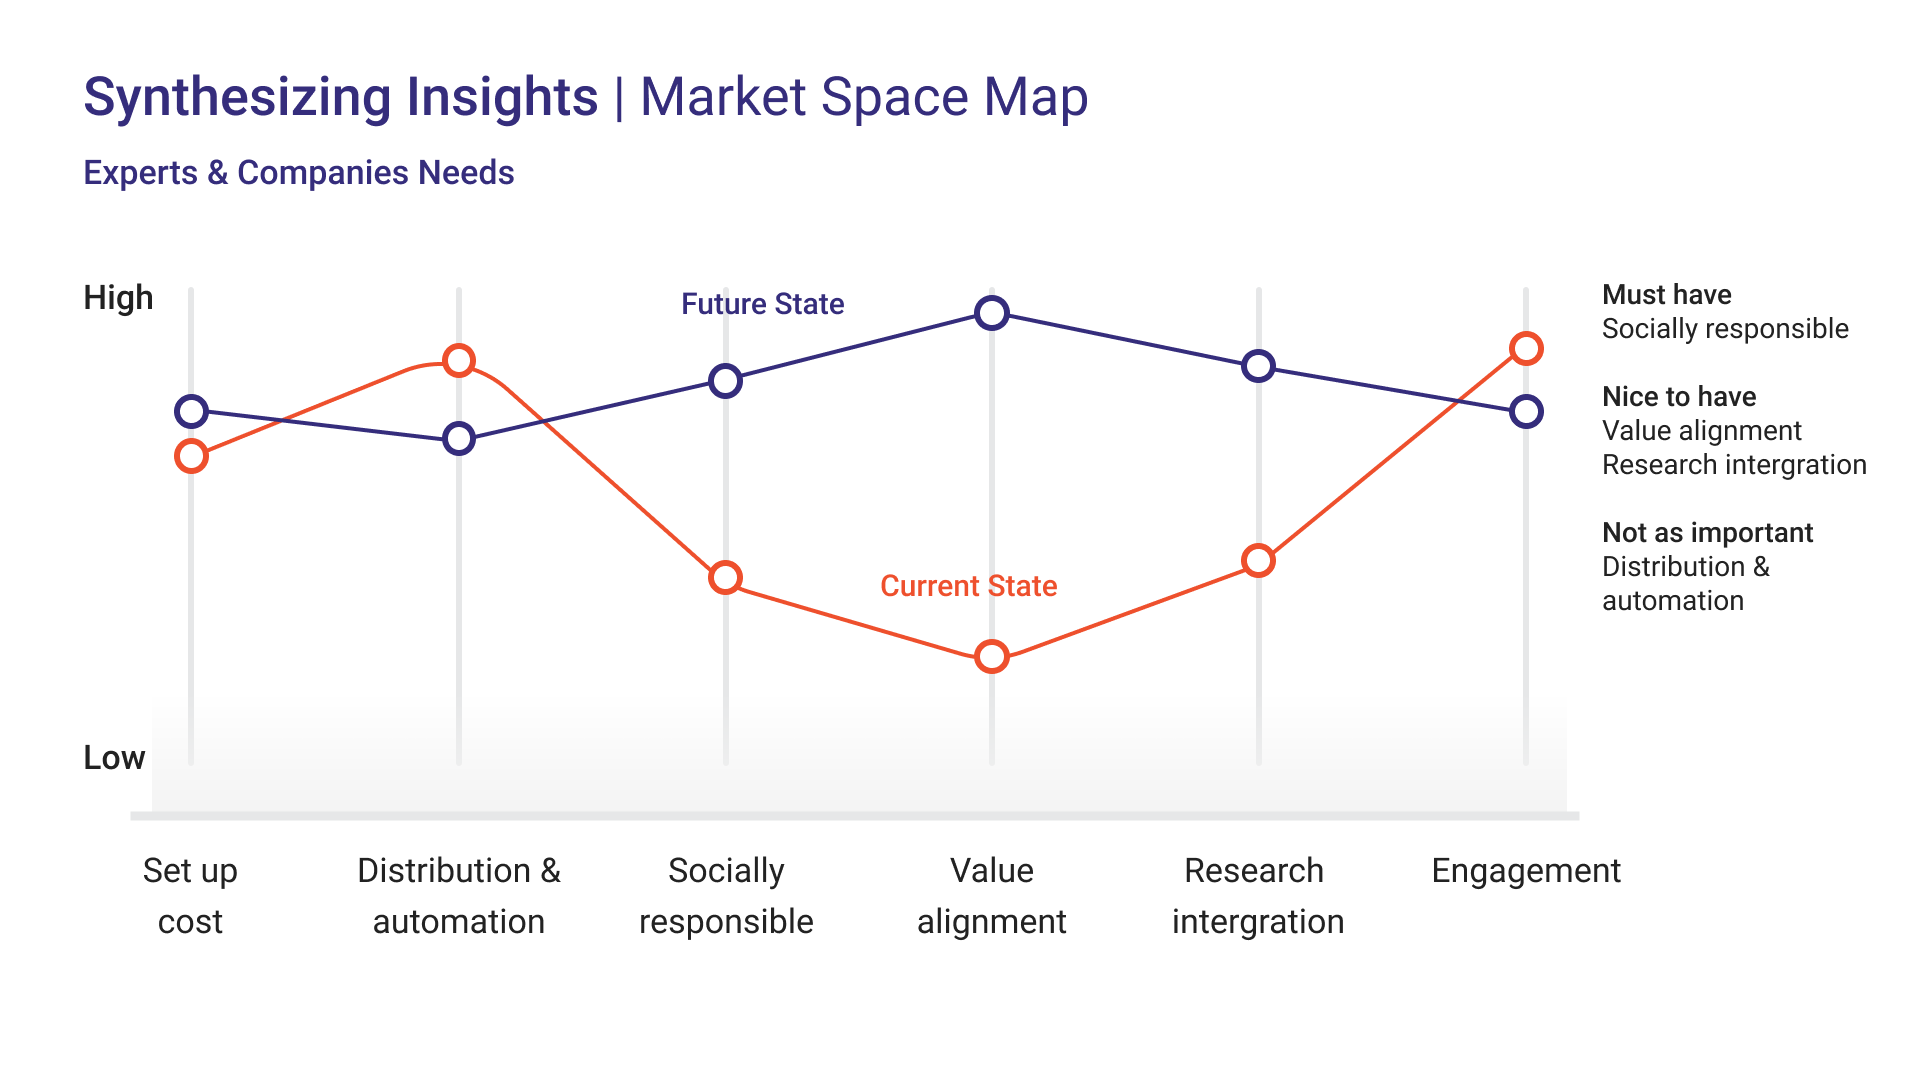 Synthesizing Insights | Market Space Map
Experts & Companies Needs
High
Future State
Current State
Low
Set up
cost
Distribution &
automation
Socially
responsible
Value
alignment
Research
intergration
Engagement
Must have
Socially responsible
Nice to have
Value alignment
Research intergration
Not as important
Distribution &
automation